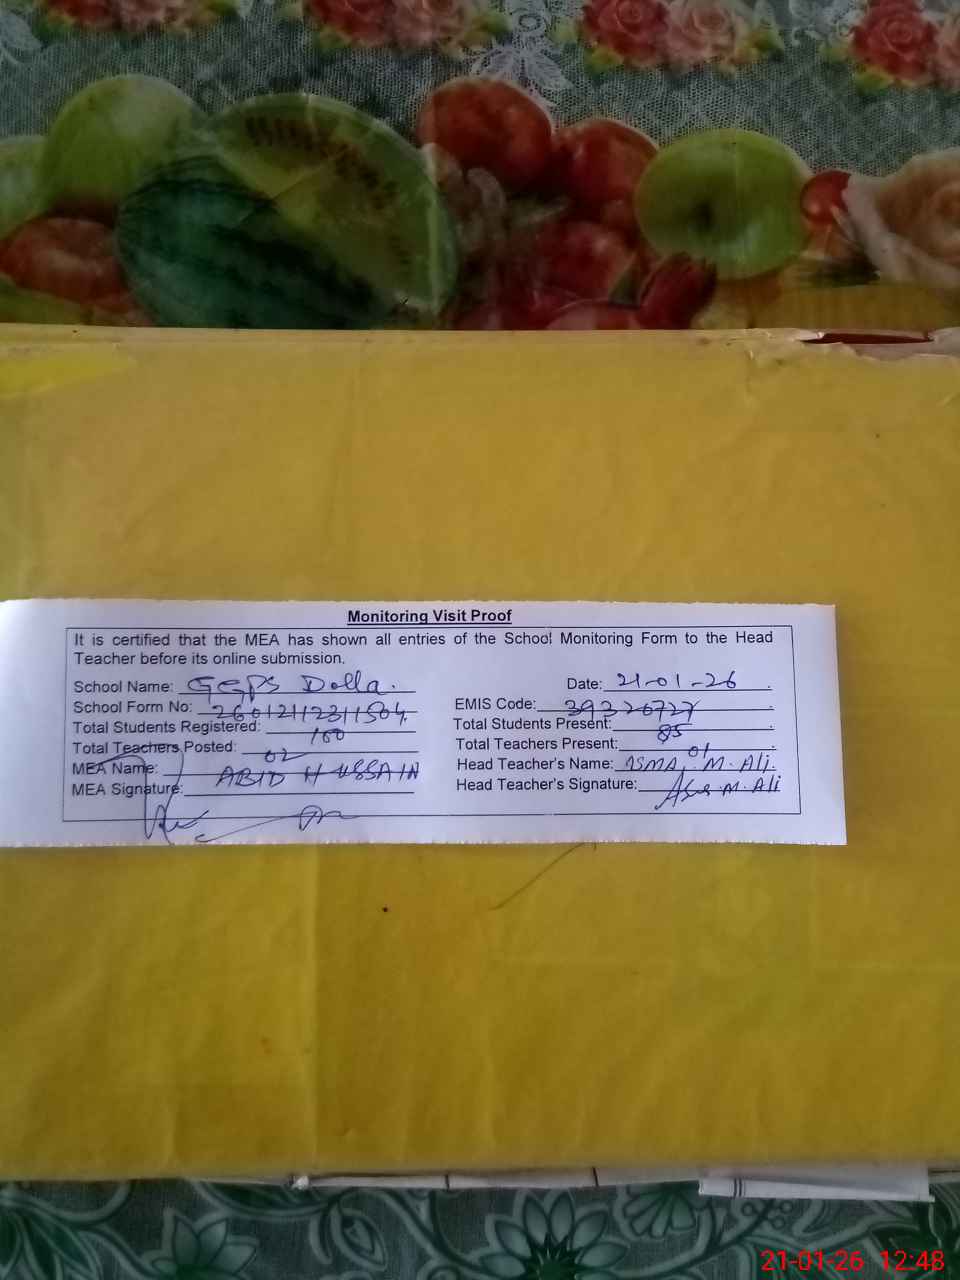 Monitoring Visit Proof
It is certified that the MEA has shown all entries of the School Monitoring Form to the Head
Teacher before its online submission.
School Name: GGPS Dolla.
Date: 21-01-26
School Form No: 26012112311504
EMIS Code: 39320727
Total Students Registered: 100
Total Students Present: 85
Total Teachers Posted: 02
Total Teachers Present: 01
MEA Name: ABID HUSSAIN
Head Teacher's Name: ASMA M. Ali.
MEA Signature:
Head Teacher's Signature: M. Ali
21-01-26 12:48